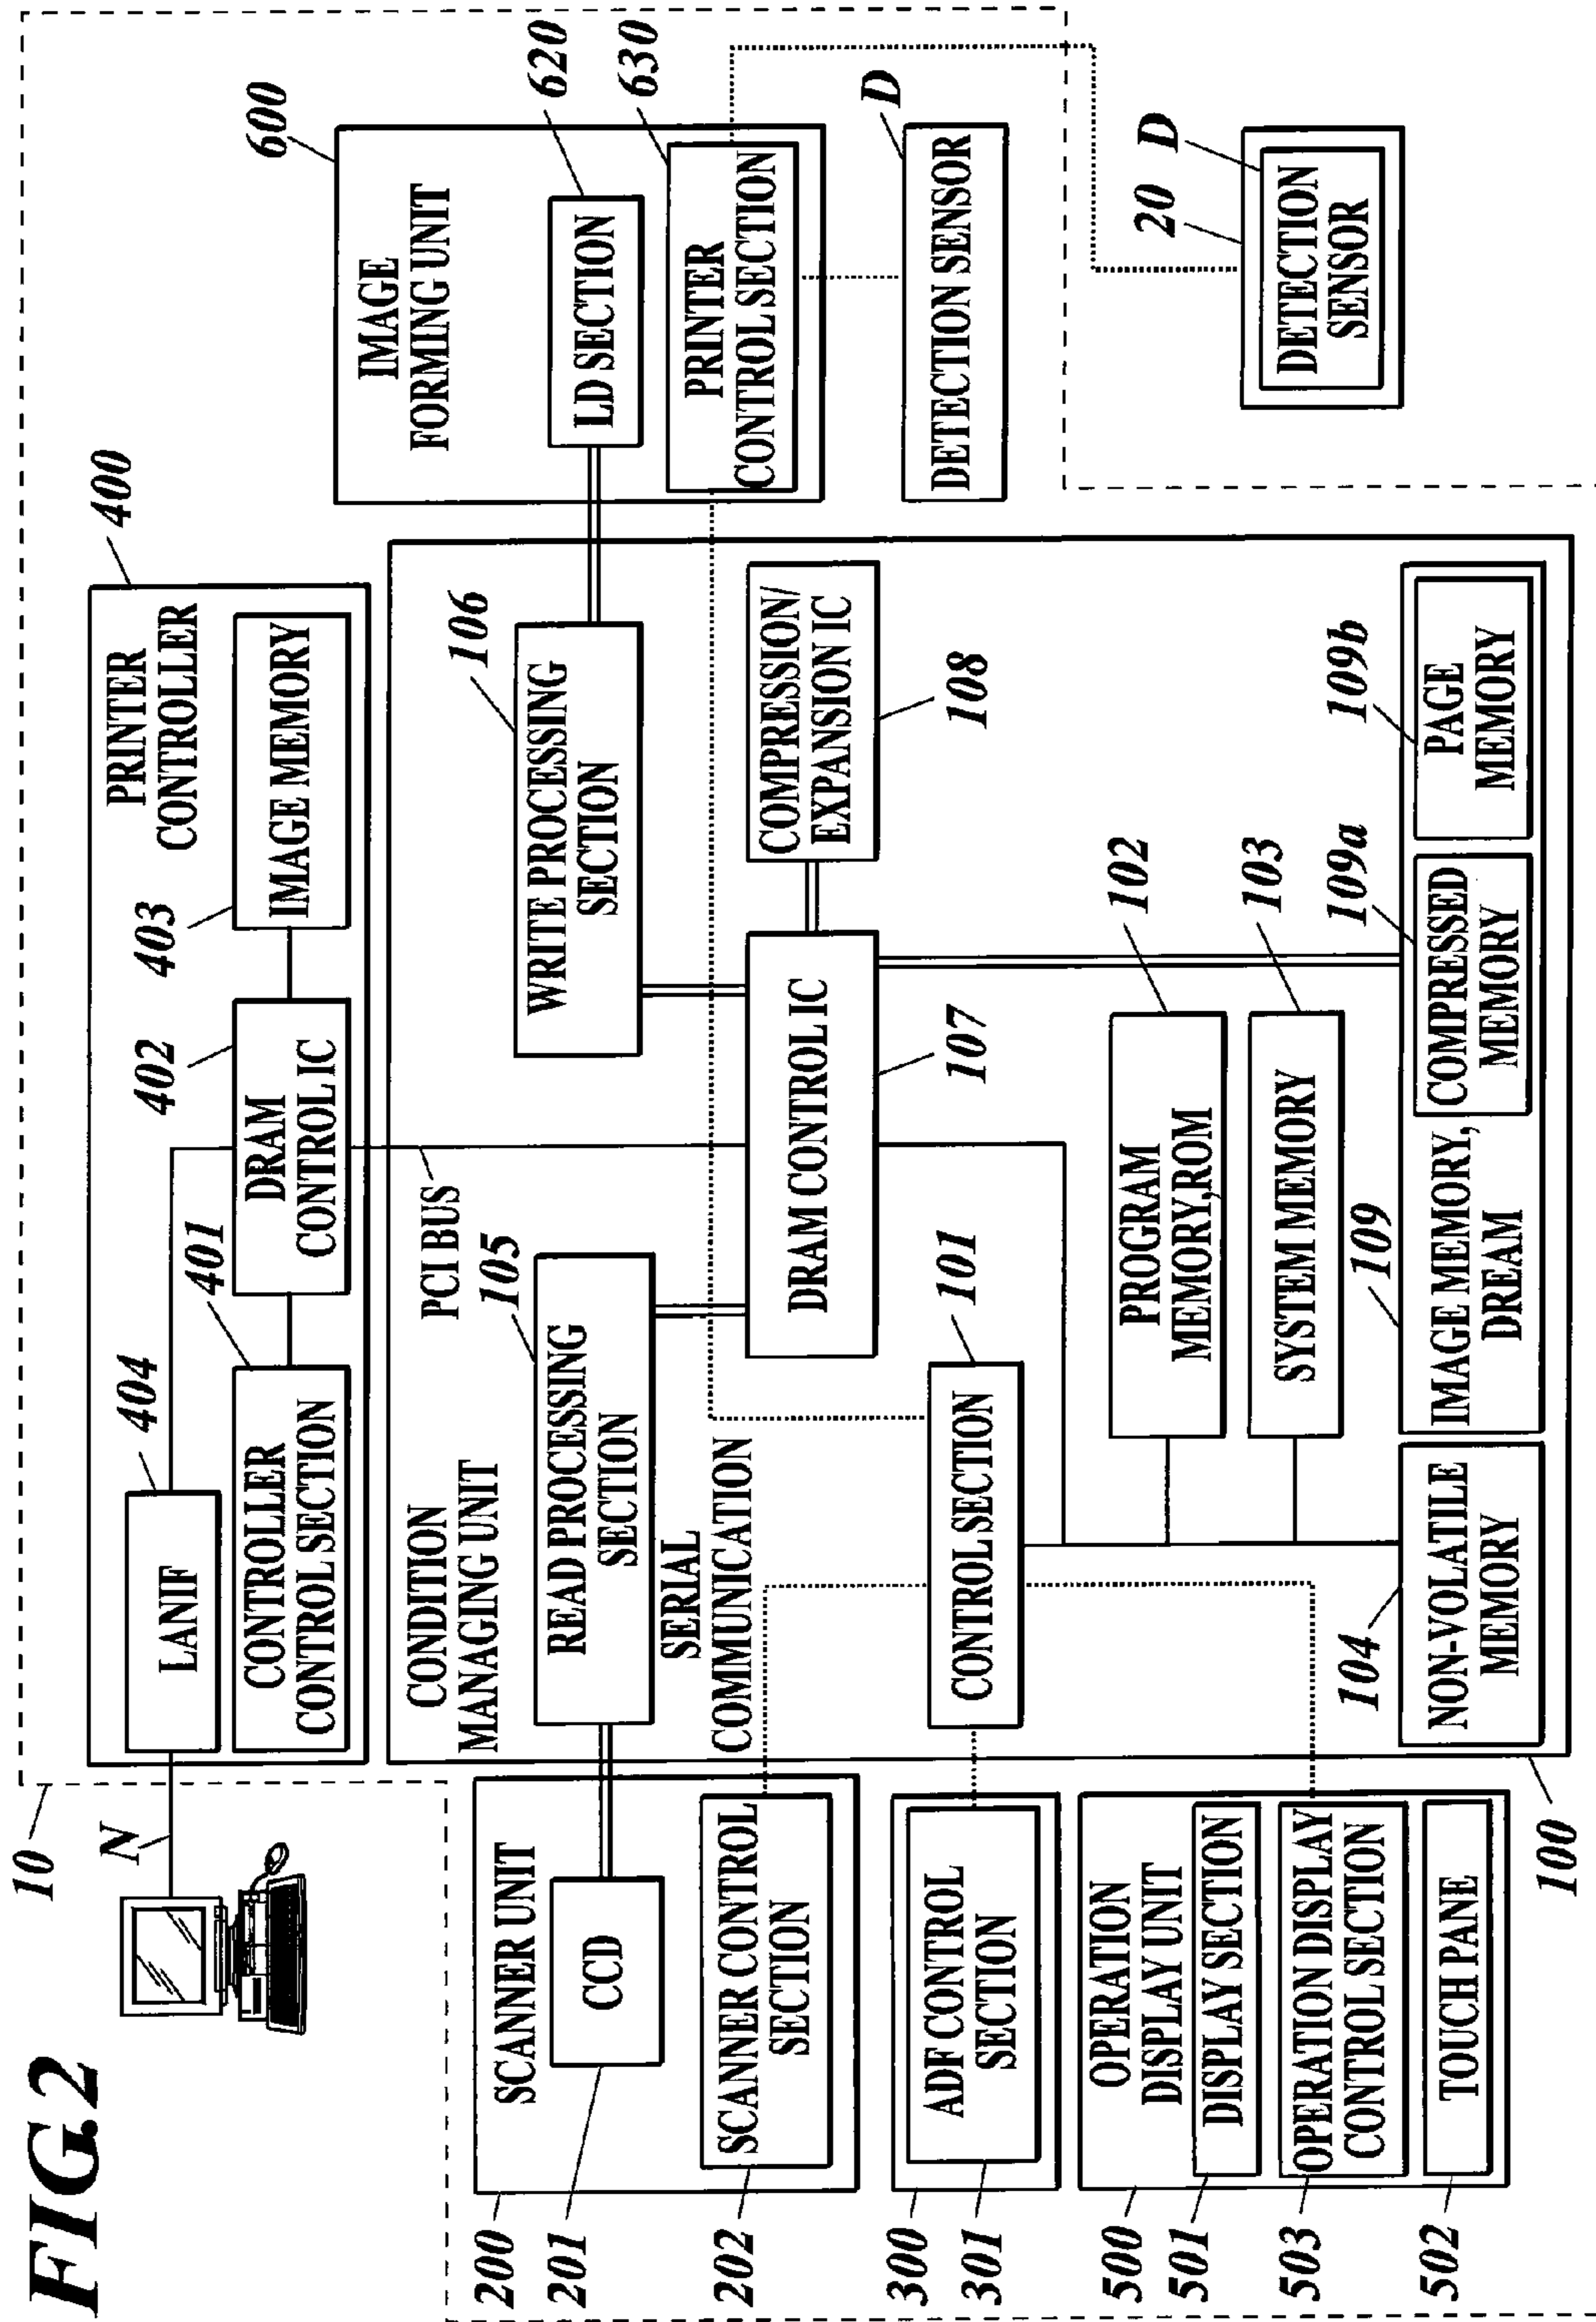 FIG.2
10
N
400
PRINTER
CONTROLLER
404
LANIF
401
CONTROLLER
CONTROL SECTION
402
DRAM
CONTROL IC
403
IMAGE MEMORY
PCI BUS
600
IMAGE
FORMING UNIT
620
LD SECTION
630
PRINTER
CONTROL SECTION
D
DETECTION SENSOR
20
D
DETECTION
SENSOR
CONDITION
MANAGING UNIT
105
READ PROCESSING
SECTION
106
WRITE PROCESSING
SECTION
SERIAL
COMMUNICATION
DRAM CONTROL IC
107
COMPRESSION/
EXPANSION IC
108
101
CONTROL SECTION
102
PROGRAM
MEMORY,ROM
103
SYSTEM MEMORY
104
NON-VOLATILE
MEMORY
109
IMAGE MEMORY,
DREAM
109a
COMPRESSED
MEMORY
109b
PAGE
MEMORY
100
200
SCANNER UNIT
201
CCD
202
SCANNER CONTROL
SECTION
300
301
ADF CONTROL
SECTION
500
OPERATION
DISPLAY UNIT
501
DISPLAY SECTION
503
OPERATION DISPLAY
CONTROL SECTION
502
TOUCH PANE